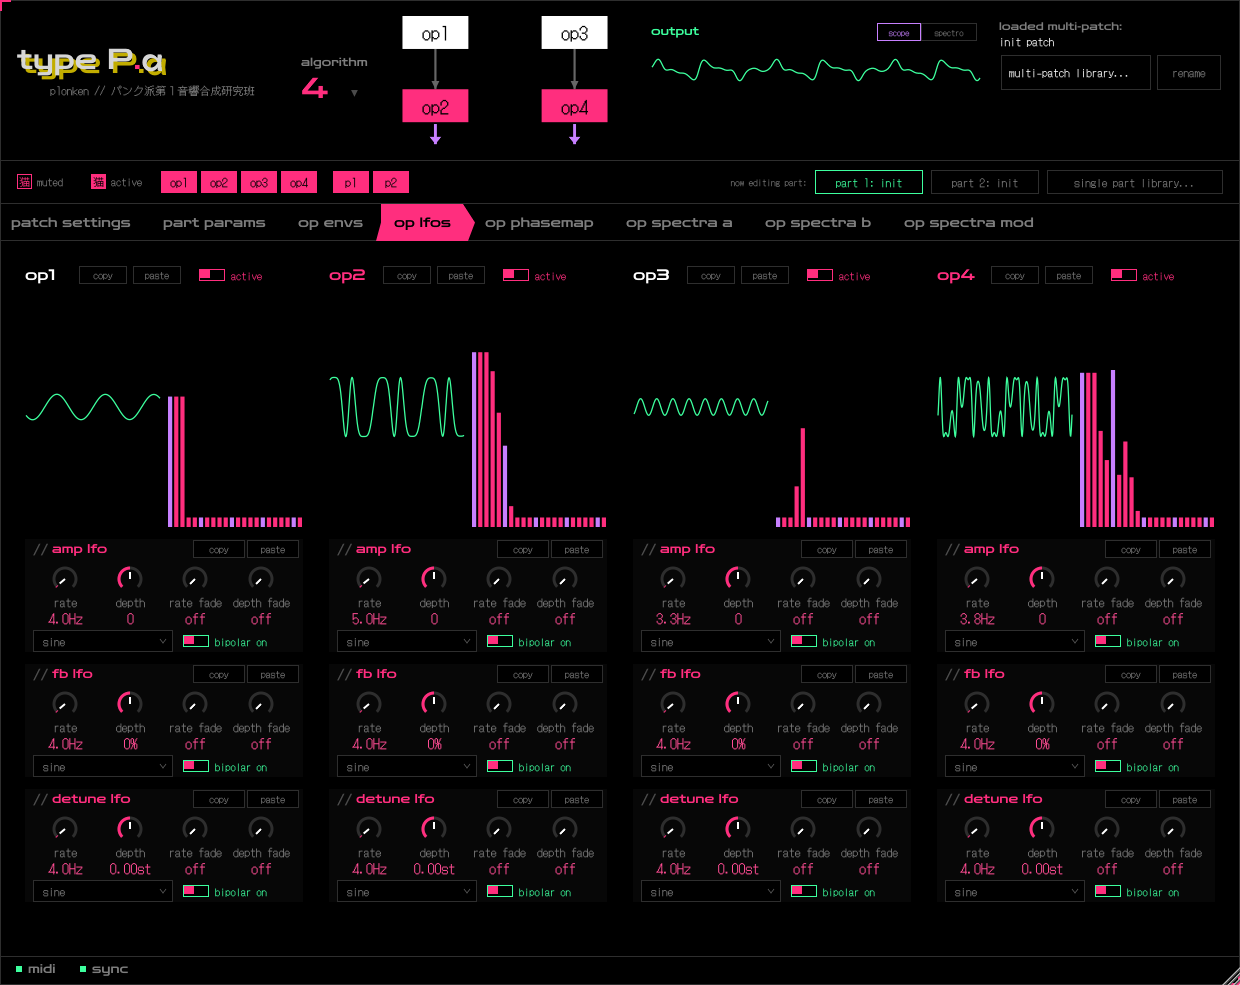 type P.a
plonken // パンク派第1音響合成研究班
algorithm
4
op1
op3
op2
op4
output
scope
spectro
loaded multi-patch:
init patch
multi-patch library...
rename
猫 muted
猫 active
op1 op2 op3 op4 p1 p2
now editing part:
part 1: init
part 2: init
single part library...
patch settings
part params
op envs
op lfos
op phasemap
op spectra a
op spectra b
op spectra mod
op1 copy paste active
op2 copy paste active
op3 copy paste active
op4 copy paste active
// amp lfo copy paste
rate depth rate fade depth fade
4.0Hz 0 off off
sine bipolar on
// amp lfo copy paste
rate depth rate fade depth fade
5.0Hz 0 off off
sine bipolar on
// amp lfo copy paste
rate depth rate fade depth fade
3.3Hz 0 off off
sine bipolar on
// amp lfo copy paste
rate depth rate fade depth fade
3.8Hz 0 off off
sine bipolar on
// fb lfo copy paste
rate depth rate fade depth fade
4.0Hz 0% off off
sine bipolar on
// fb lfo copy paste
rate depth rate fade depth fade
4.0Hz 0% off off
sine bipolar on
// fb lfo copy paste
rate depth rate fade depth fade
4.0Hz 0% off off
sine bipolar on
// fb lfo copy paste
rate depth rate fade depth fade
4.0Hz 0% off off
sine bipolar on
// detune lfo copy paste
rate depth rate fade depth fade
4.0Hz 0.00st off off
sine bipolar on
// detune lfo copy paste
rate depth rate fade depth fade
4.0Hz 0.00st off off
sine bipolar on
// detune lfo copy paste
rate depth rate fade depth fade
4.0Hz 0.00st off off
sine bipolar on
// detune lfo copy paste
rate depth rate fade depth fade
4.0Hz 0.00st off off
sine bipolar on
midi sync